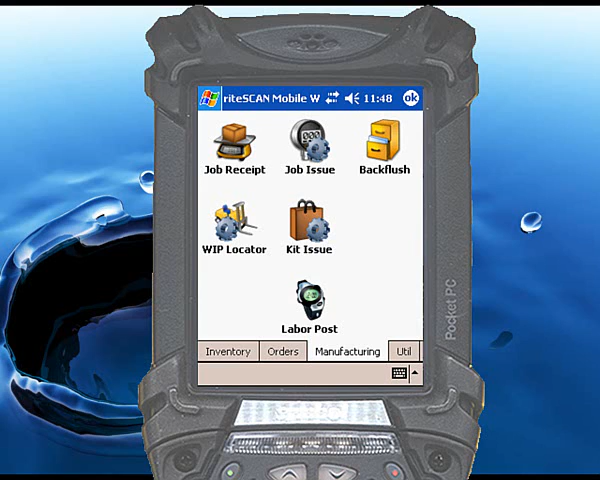 riteSCAN Mobile W 11:48 ok
Job Receipt Job Issue Backflush
WIP Locator Kit Issue
Labor Post
Inventory Orders Manufacturing Util
Pocket PC